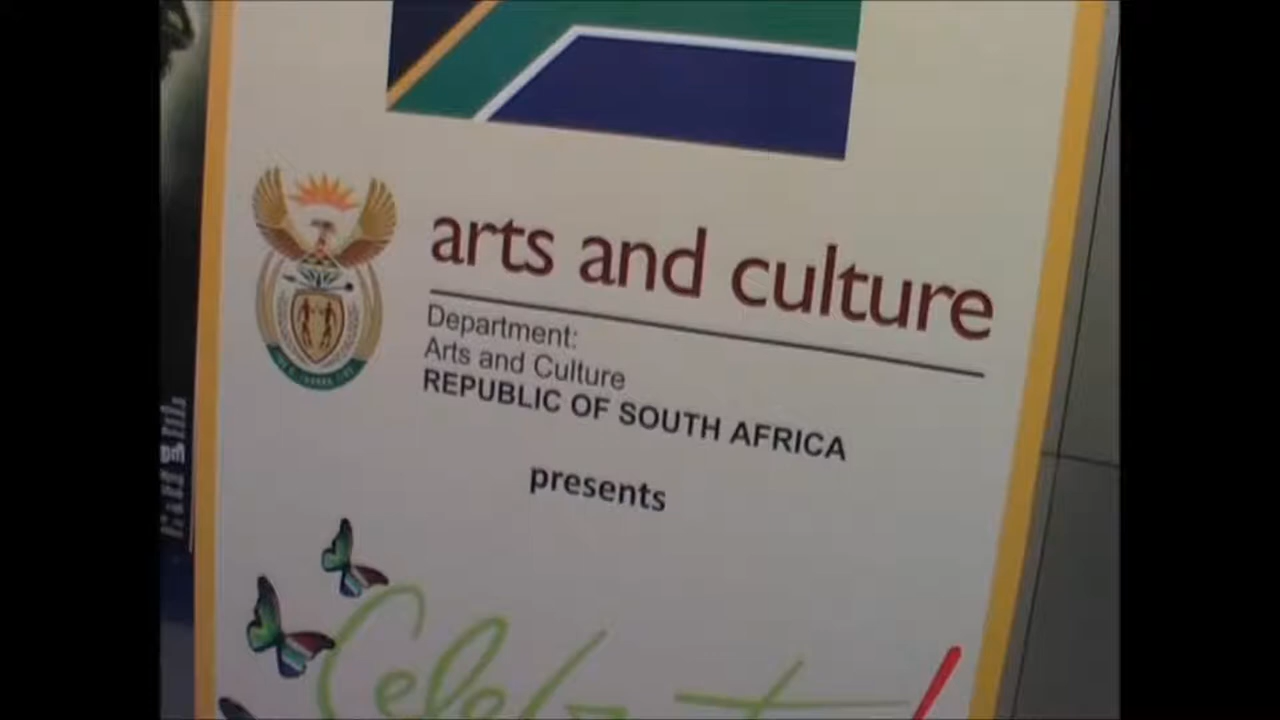 arts and culture
Department:
Arts and Culture
REPUBLIC OF SOUTH AFRICA
presents